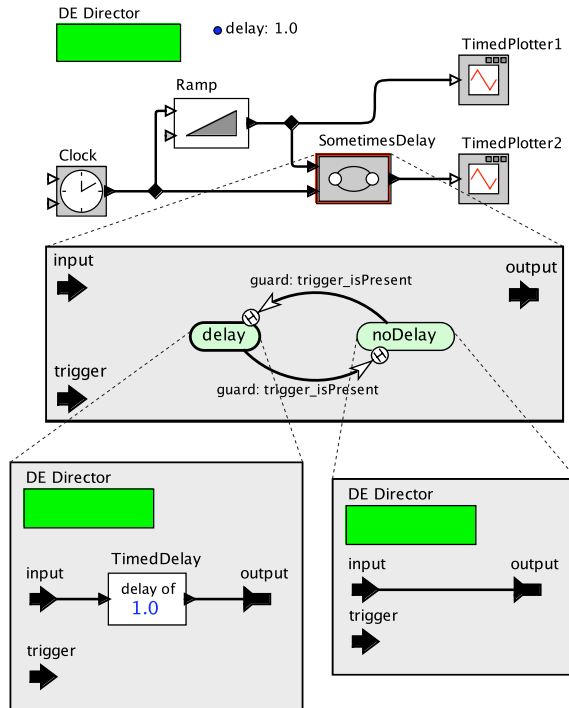 DE Director
delay: 1.0
TimedPlotter1
Ramp
SometimesDelay
TimedPlotter2
Clock
input
output
guard: trigger_isPresent
H
delay
noDelay
H
trigger
guard: trigger_isPresent
DE Director
TimedDelay
input
delay of
1.0
output
trigger
DE Director
input
output
trigger